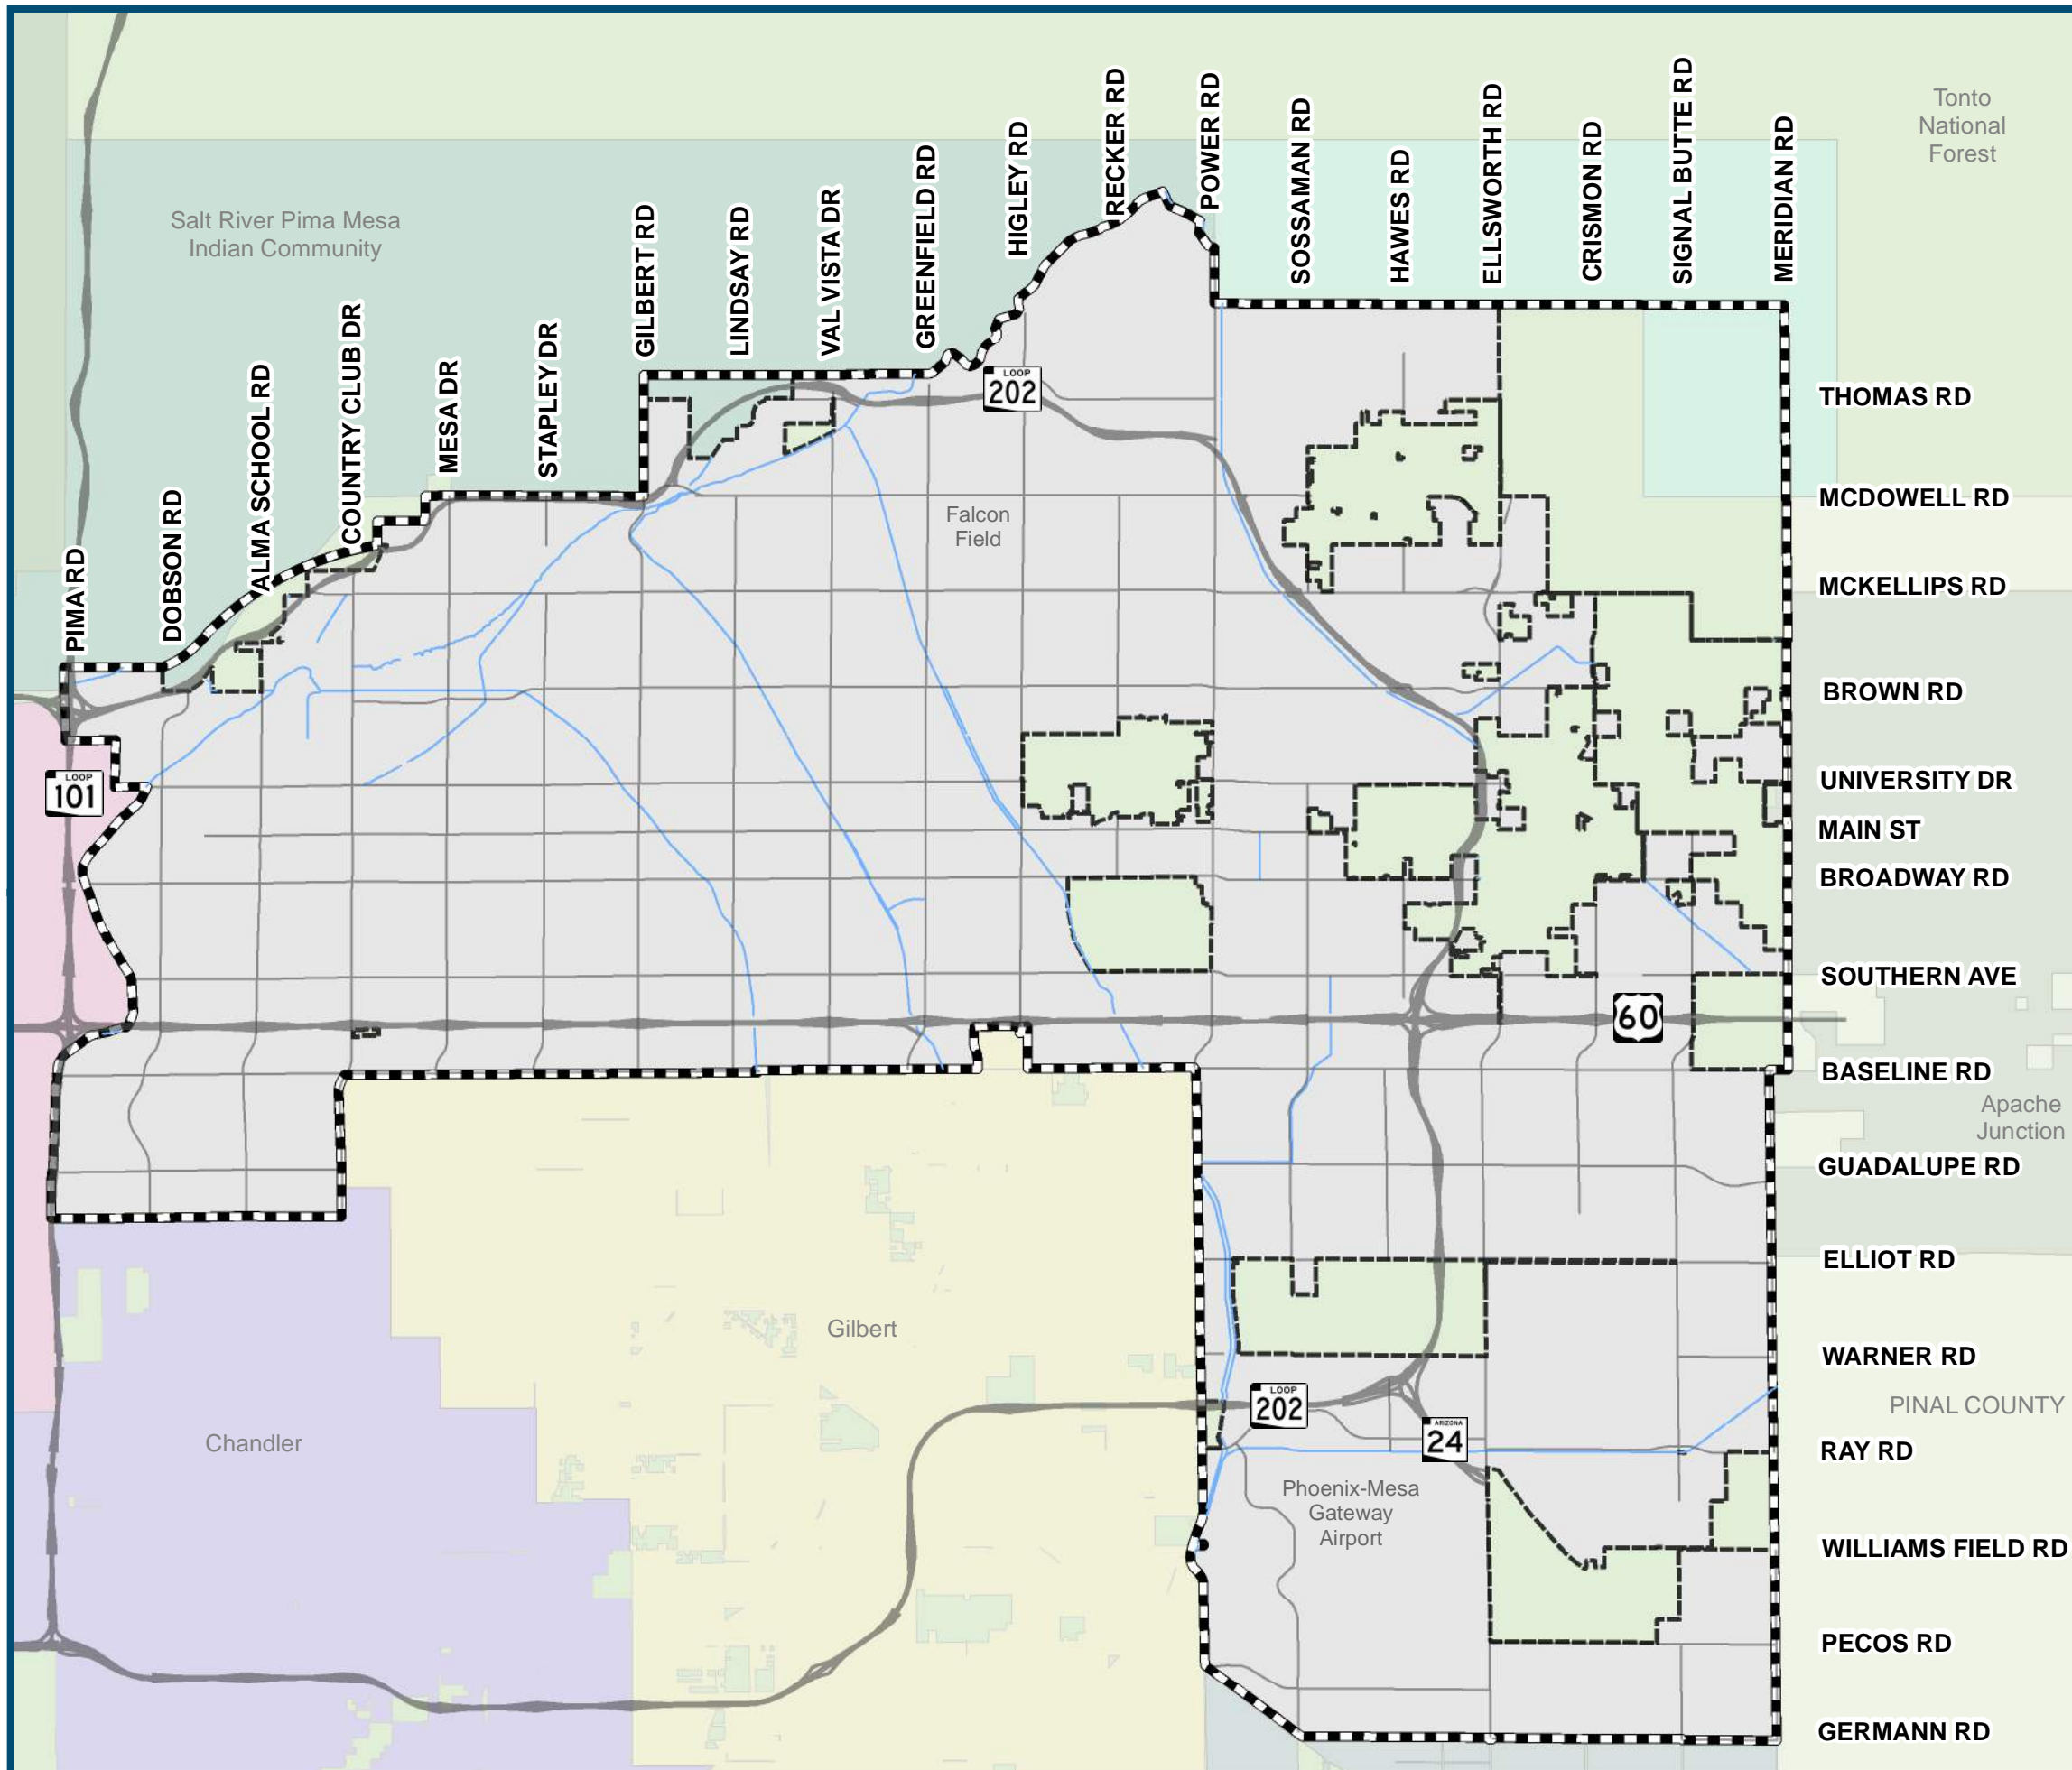 Tonto
National
Forest
Salt River Pima Mesa
Indian Community
PIMA RD
DOBSON RD
ALMA SCHOOL RD
COUNTRY CLUB DR
MESA DR
STAPLEY DR
GILBERT RD
LINDSAY RD
VAL VISTA DR
GREENFIELD RD
HIGLEY RD
RECKER RD
POWER RD
SOSSAMAN RD
HAWES RD
ELLSWORTH RD
CRISMON RD
SIGNAL BUTTE RD
MERIDIAN RD
LOOP
202
THOMAS RD
MCDOWELL RD
Falcon
Field
MCKELLIPS RD
BROWN RD
LOOP
101
UNIVERSITY DR
MAIN ST
BROADWAY RD
SOUTHERN AVE
60
BASELINE RD
Apache
Junction
GUADALUPE RD
ELLIOT RD
Gilbert
WARNER RD
LOOP
202
PINAL COUNTY
Chandler
ARIZONA
24
RAY RD
Phoenix-Mesa
Gateway
Airport
WILLIAMS FIELD RD
PECOS RD
GERMANN RD